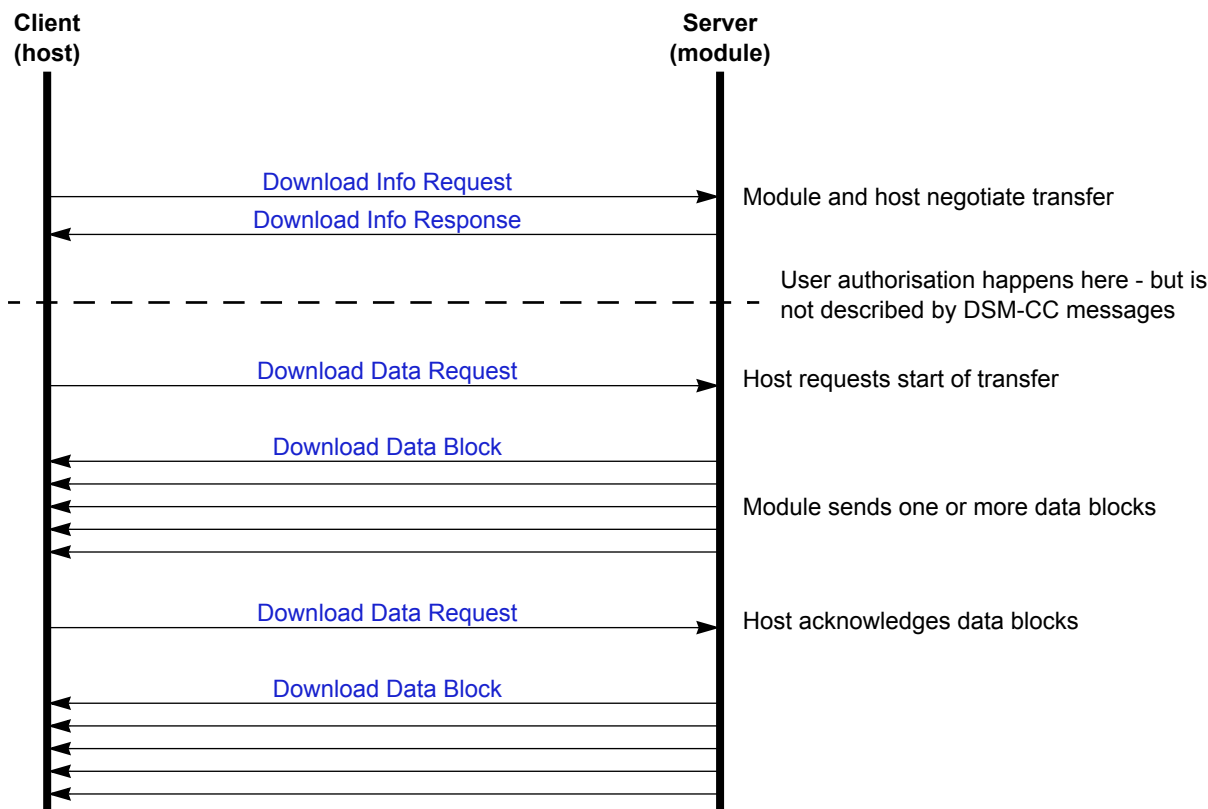 Client
(host)
Server
(module)
Download Info Request
Module and host negotiate transfer
Download Info Response
User authorisation happens here - but is
not described by DSM-CC messages
Download Data Request
Host requests start of transfer
Download Data Block
Module sends one or more data blocks
Download Data Request
Host acknowledges data blocks
Download Data Block